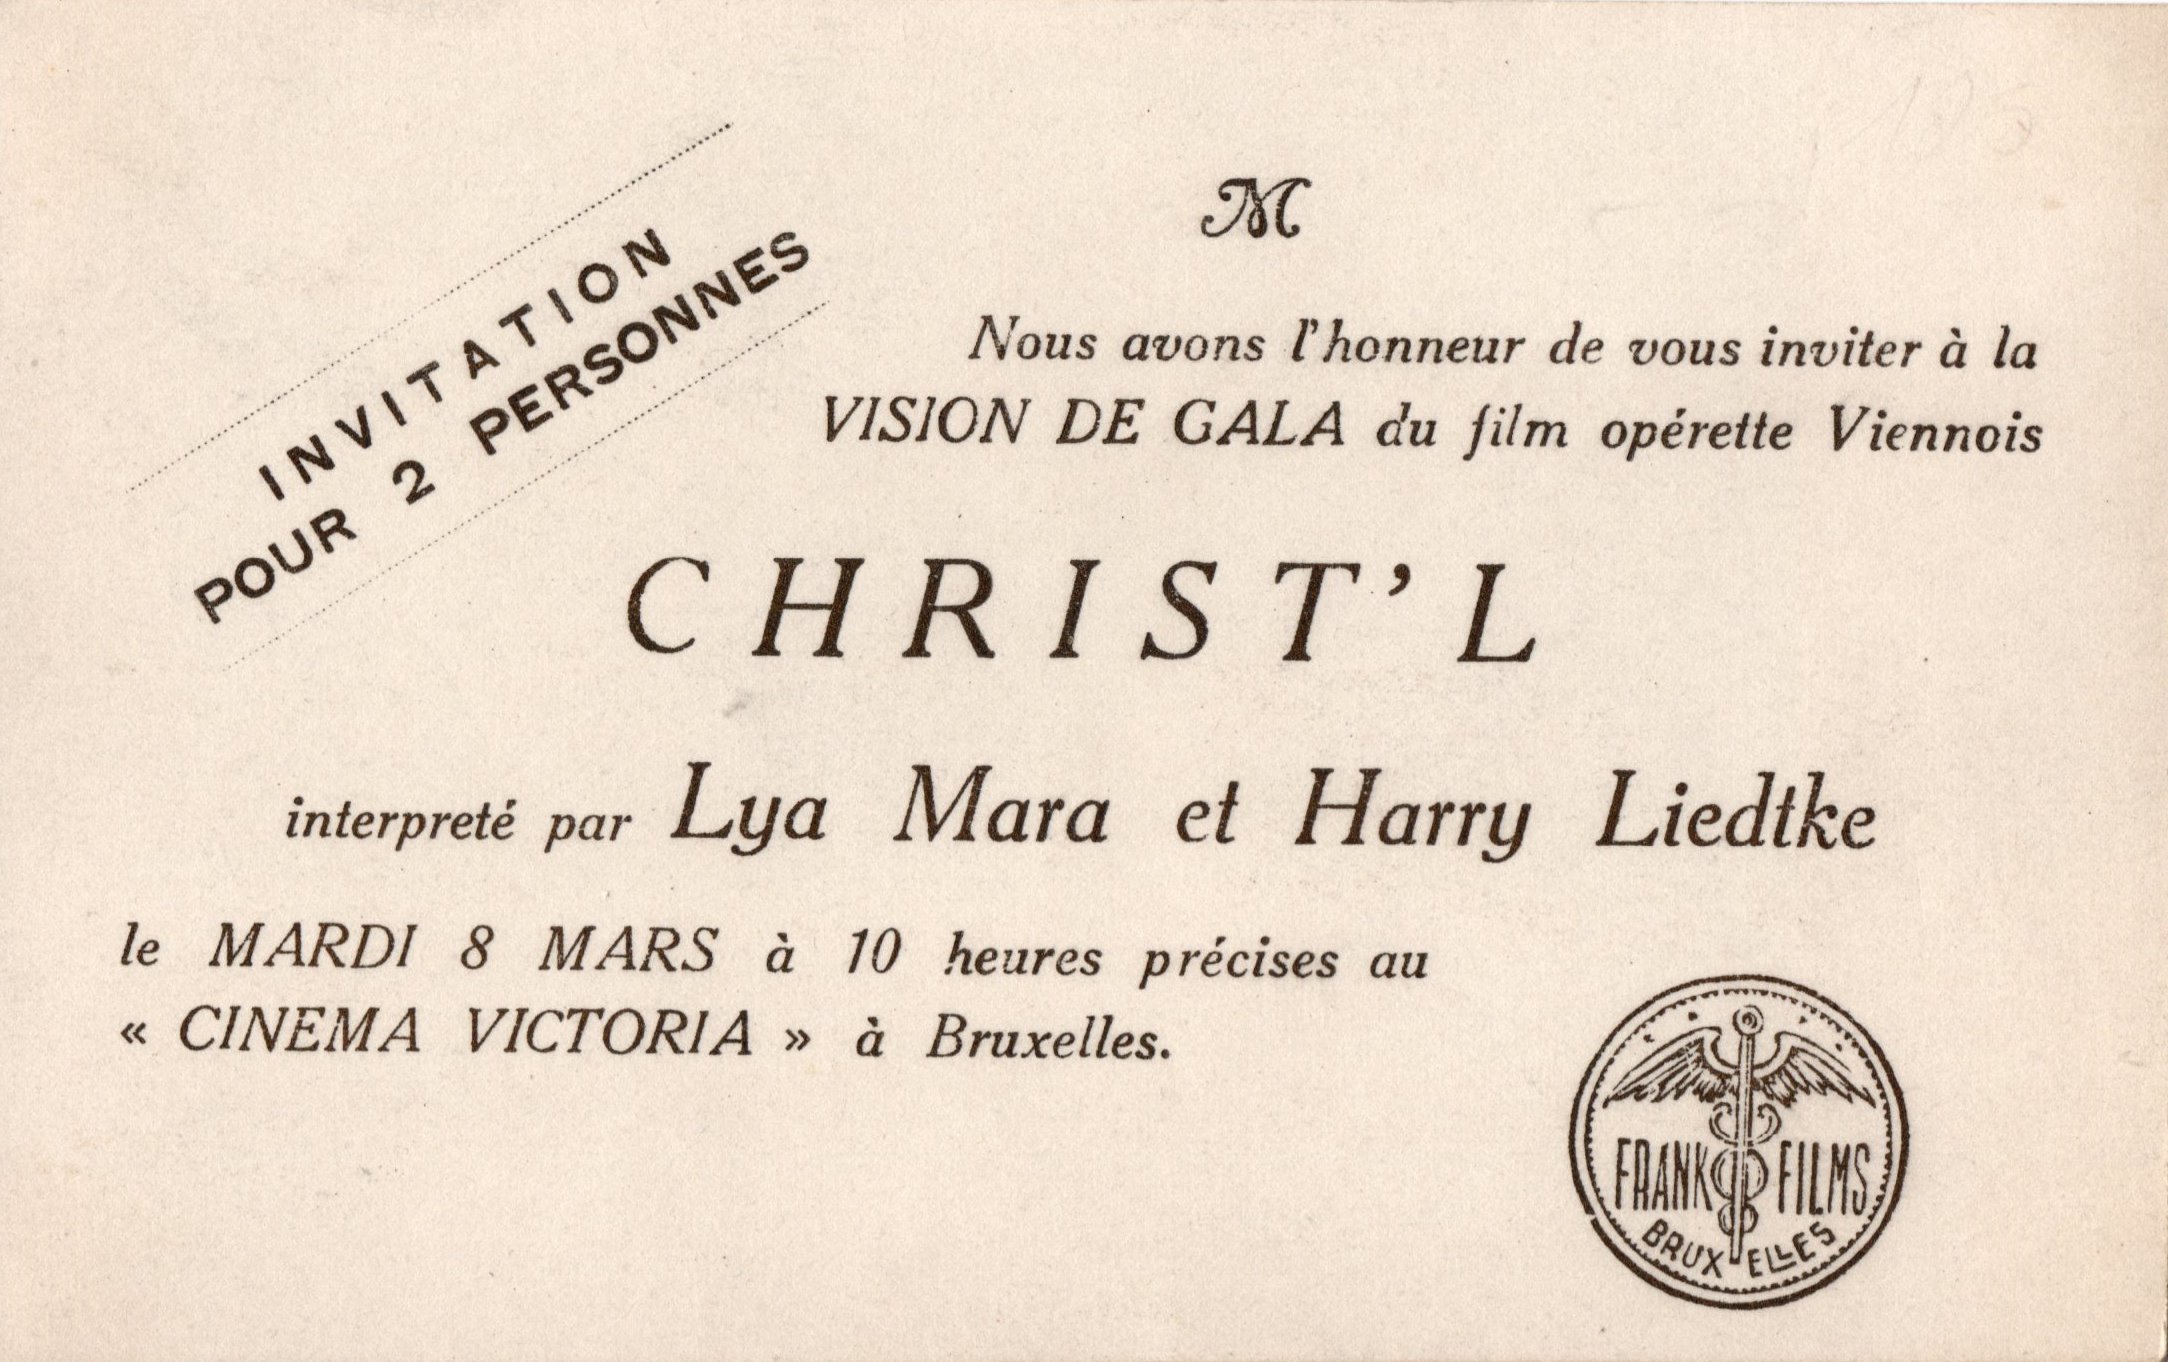 INVITATION
POUR 2 PERSONNES
M
Nous avons l'honneur de vous inviter à la
VISION DE GALA du film opérette Viennois
CHRIST'L
interpreté par Lya Mara et Harry Liedtke
le MARDI 8 MARS à 10 heures précises au
« CINEMA VICTORIA » à Bruxelles.
FRANK FILMS
BRUXELLES